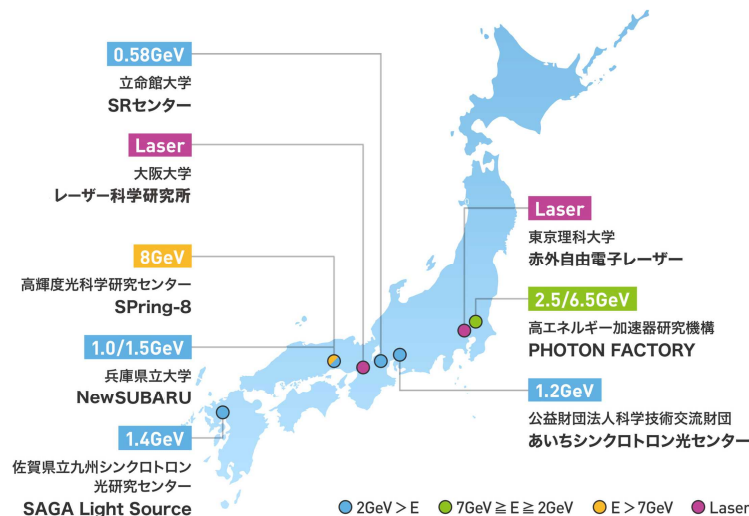 0.58GeV
立命館大学
SRセンター
Laser
大阪大学
レーザー科学研究所
8GeV
高輝度光科学研究センター
SPring-8
1.0/1.5GeV
兵庫県立大学
NewSUBARU
1.4GeV
佐賀県立九州シンクロトロン
光研究センター
SAGA Light Source
Laser
東京理科大学
赤外自由電子レーザー
2.5/6.5GeV
高エネルギー加速器研究機構
PHOTON FACTORY
1.2GeV
公益財団法人科学技術交流財団
あいちシンクロトロン光センター
2GeV>E 7GeV≧E≧2GeV E>7GeV Laser